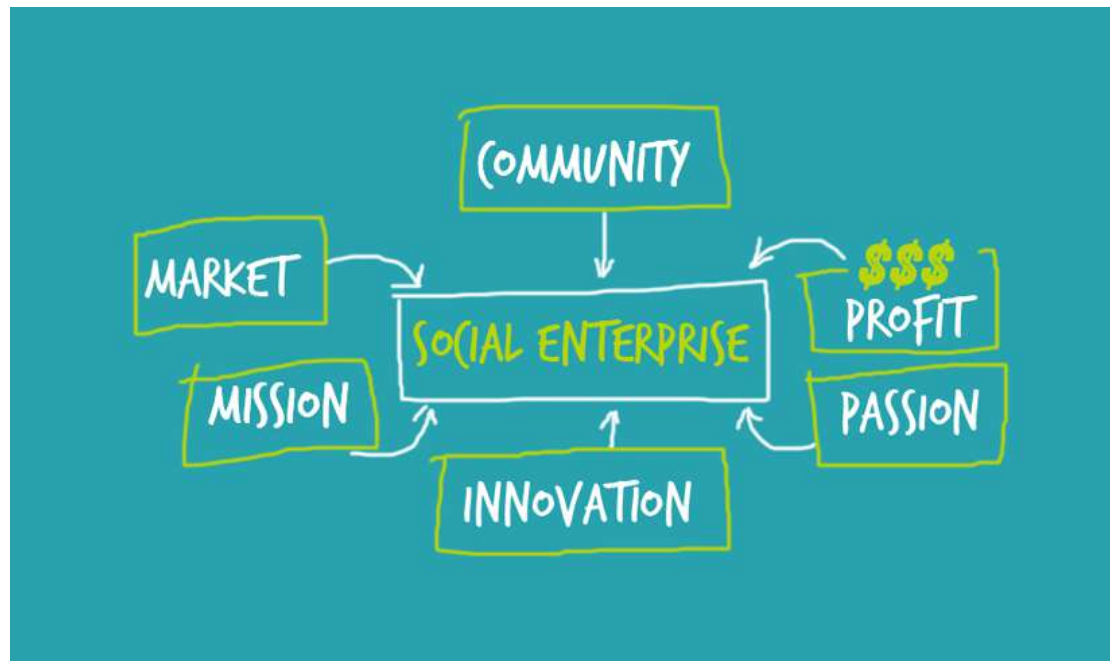 COMMUNITY
MARKET
$$$
PROFIT
SOCIAL ENTERPRISE
MISSION
PASSION
INNOVATION